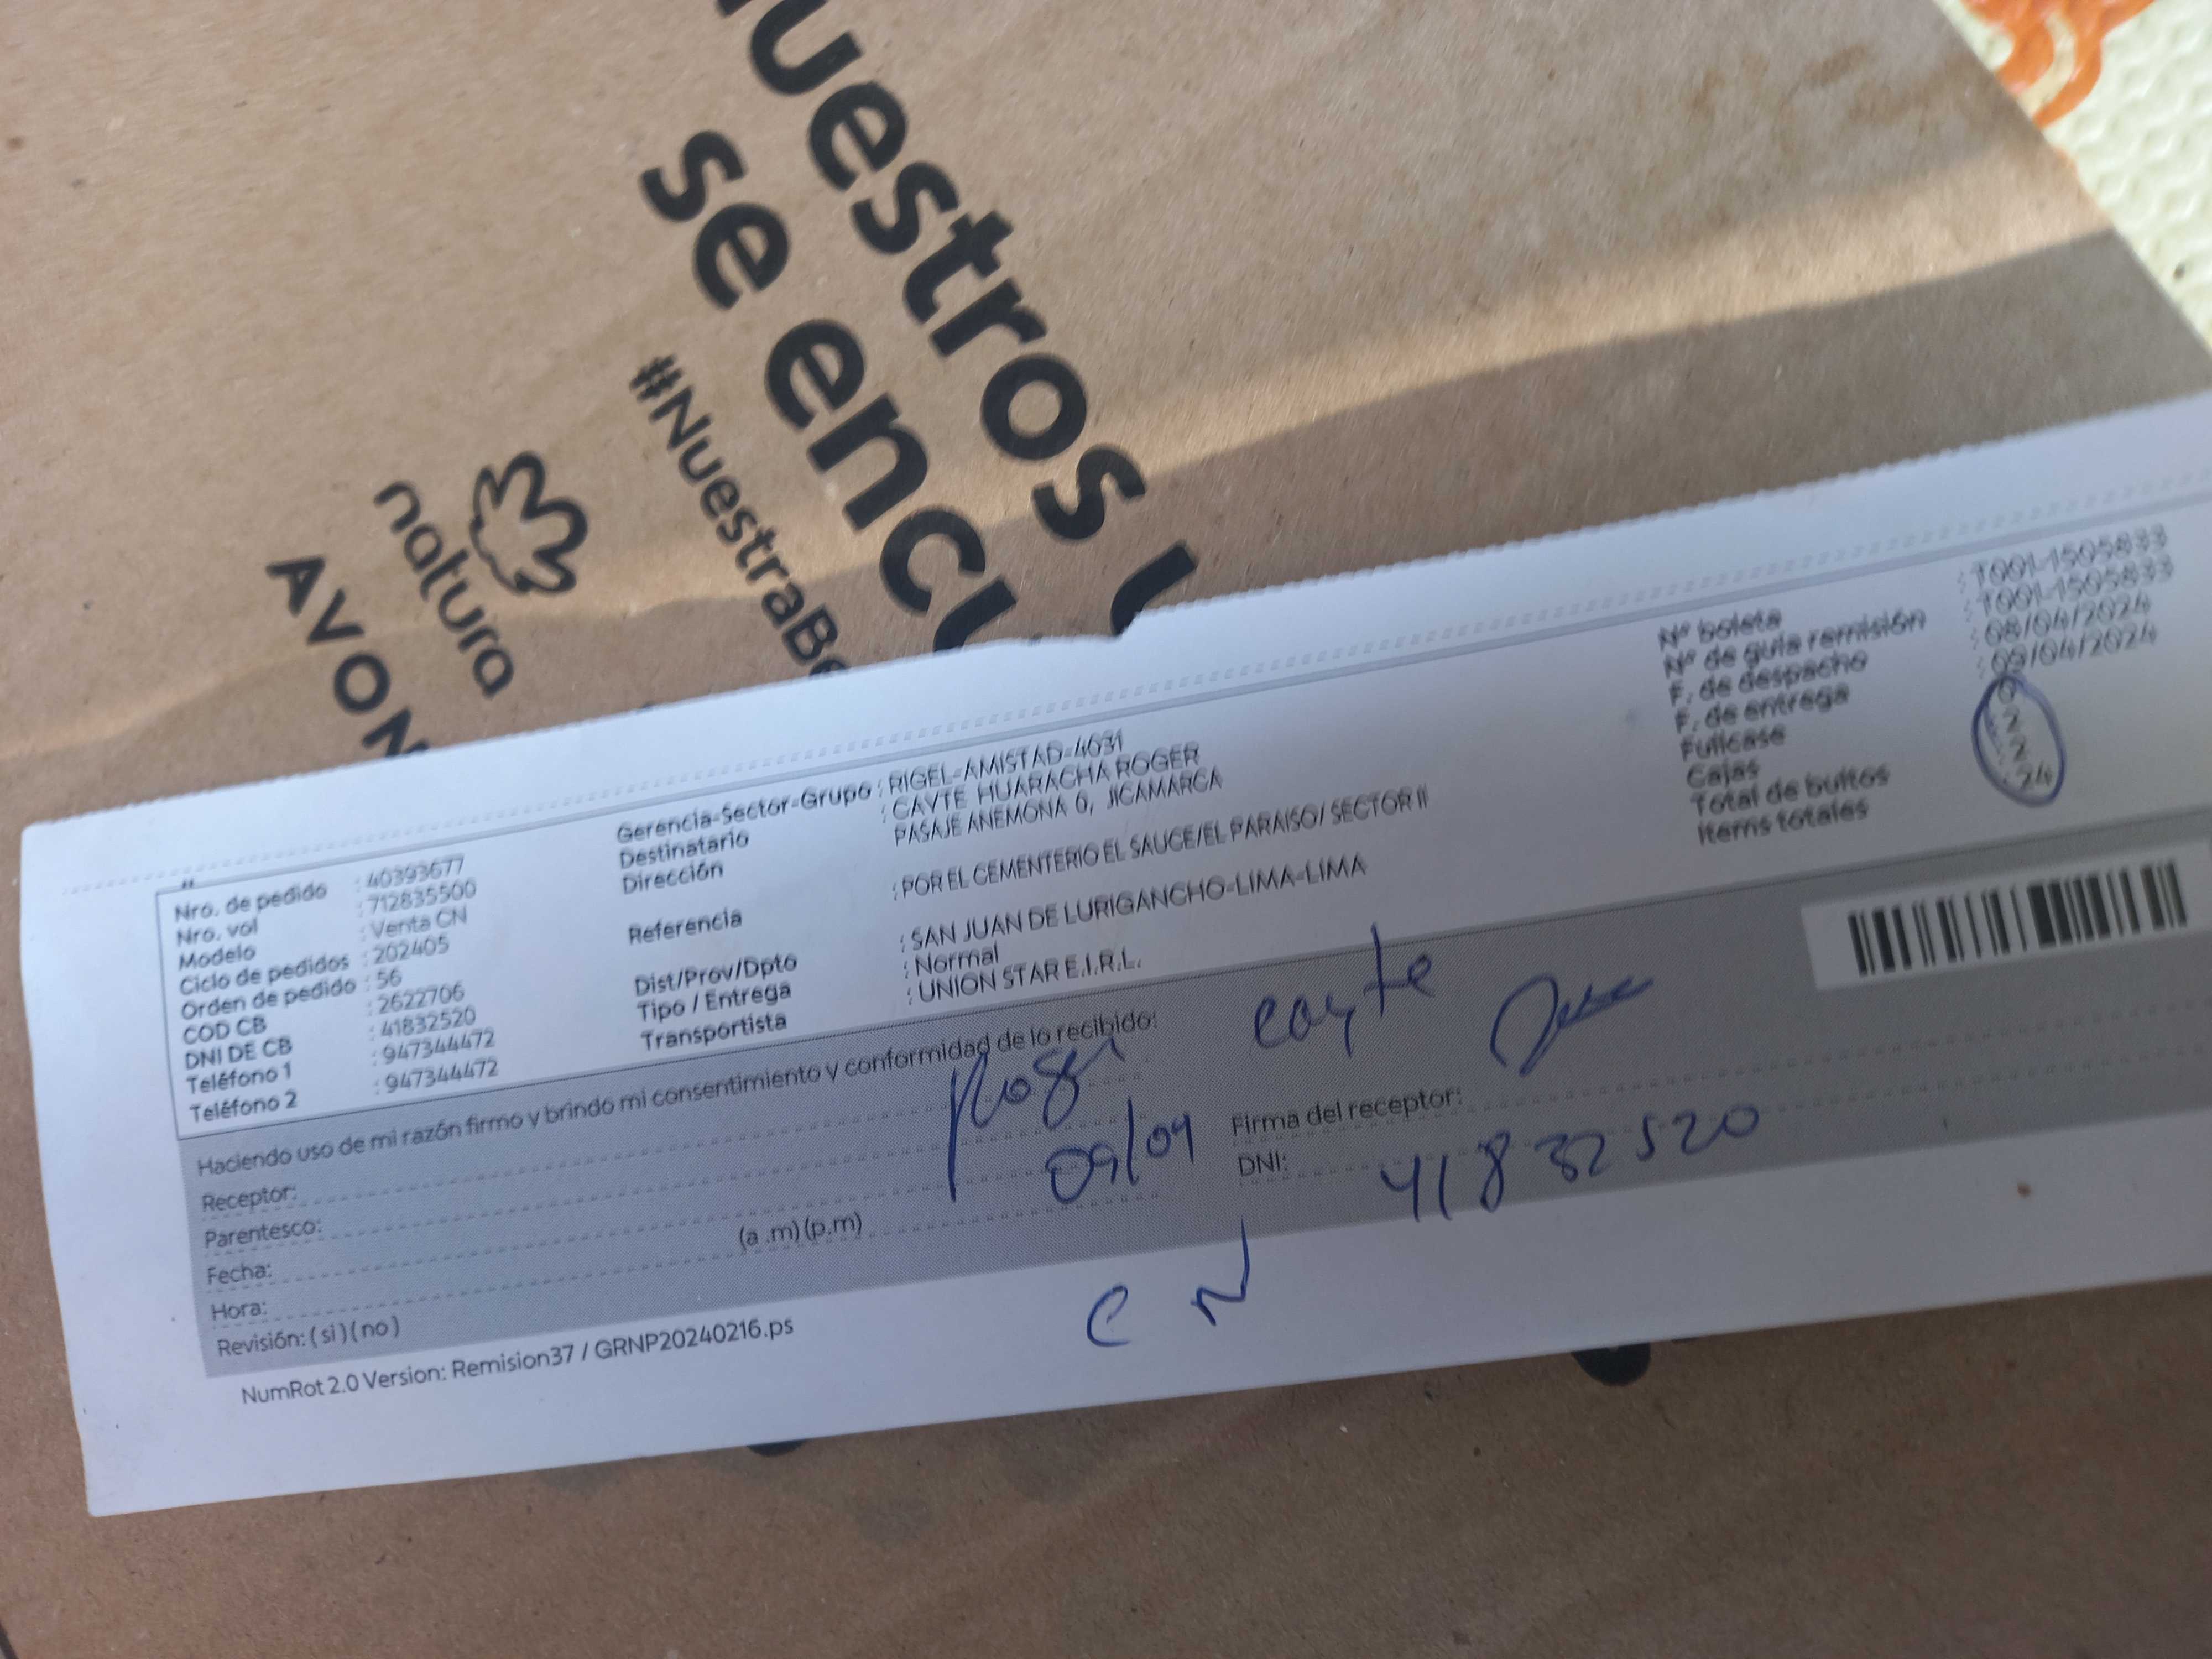 uestros
se encu
#NuestraBe
natura
AVON
Nro. de pedido : 40393677
Nro. vol : 712835500
Modelo : Venta CN
Ciclo de pedidos : 202405
Orden de pedido : 56
COD CB : 2622706
DNI DE CB : 41832520
Teléfono 1 : 947344472
Teléfono 2 : 947344472
Gerencia-Sector-Grupo : RIGEL-AMISTAD-4631
Destinatario : CAYTE HUARACHA ROGER
Dirección PASAJE ANEMONA 6, JICAMARCA
Referencia : POR EL CEMENTERIO EL SAUCE/EL PARAISO/ SECTOR II
Dist/Prov/Dpto : SAN JUAN DE LURIGANCHO-LIMA-LIMA
Tipo / Entrega : Normal
Transportista : UNION STAR E.I.R.L.
Nº boleta : T001-1505833
Nº de guía remisión : T001-1505833
F. de despacho : 08/04/2024
F. de entrega : 09/04/2024
Fullcase : 0
Cajas : 2
Total de bultos : 2
Items totales : 24
Haciendo uso de mi razón firmo y brindo mi consentimiento y conformidad de lo recibido:
Receptor: Roger cayte
Parentesco:
Fecha: 09/04
Hora: (a .m) (p.m)
Revisión: ( si ) ( no )
Firma del receptor:
DNI: 41832520
C N
NumRot 2.0 Version: Remision37 / GRNP20240216.ps